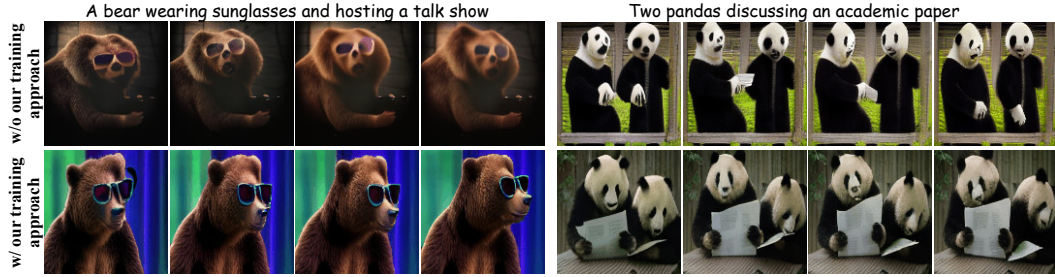 A bear wearing sunglasses and hosting a talk show
Two pandas discussing an academic paper
w/o our training
approach
w/ our training
approach